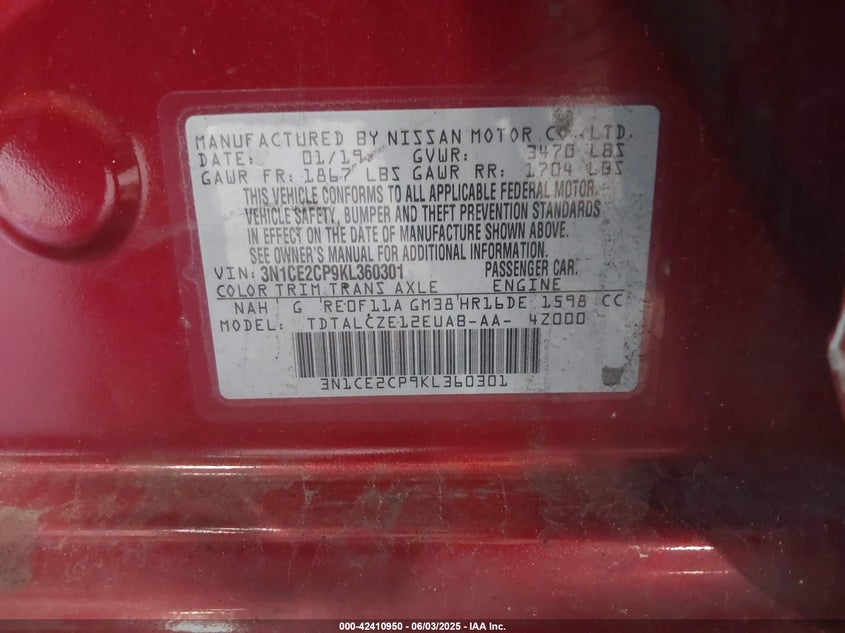 MANUFACTURED BY NISSAN MOTOR CO., LTD.
DATE: 01/19 GVWR: 3470 LBS
GAWR FR: 1867 LBS GAWR RR: 1704 LBS
THIS VEHICLE CONFORMS TO ALL APPLICABLE FEDERAL MOTOR
VEHICLE SAFETY, BUMPER AND THEFT PREVENTION STANDARDS
IN EFFECT ON THE DATE OF MANUFACTURE SHOWN ABOVE.
SEE OWNER'S MANUAL FOR ADDITIONAL INFORMATION.
VIN: 3N1CE2CP9KL360301 PASSENGER CAR.
COLOR TRIM TRANS AXLE ENGINE
NAH G RE0F11A GM38 HR16DE 1598 CC
MODEL: TDTALCZE12EUAB-AA- 4Z000
3N1CE2CP9KL360301
000-42410950 - 06/03/2025 - IAA Inc.